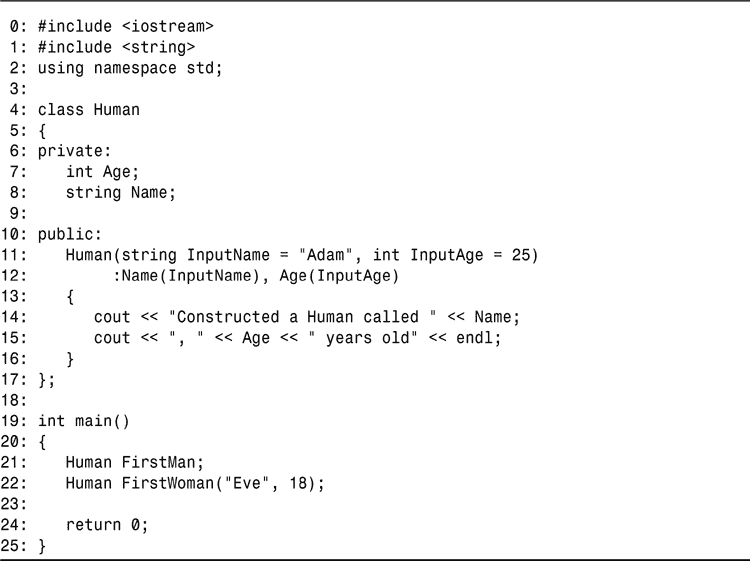 0: #include <iostream>
1: #include <string>
2: using namespace std;
3:
4: class Human
5: {
6: private:
7:    int Age;
8:    string Name;
9:
10: public:
11:    Human(string InputName = "Adam", int InputAge = 25)
12:         :Name(InputName), Age(InputAge)
13:    {
14:       cout << "Constructed a Human called " << Name;
15:       cout << ", " << Age << " years old" << endl;
16:    }
17: };
18:
19: int main()
20: {
21:    Human FirstMan;
22:    Human FirstWoman("Eve", 18);
23:
24:    return 0;
25: }